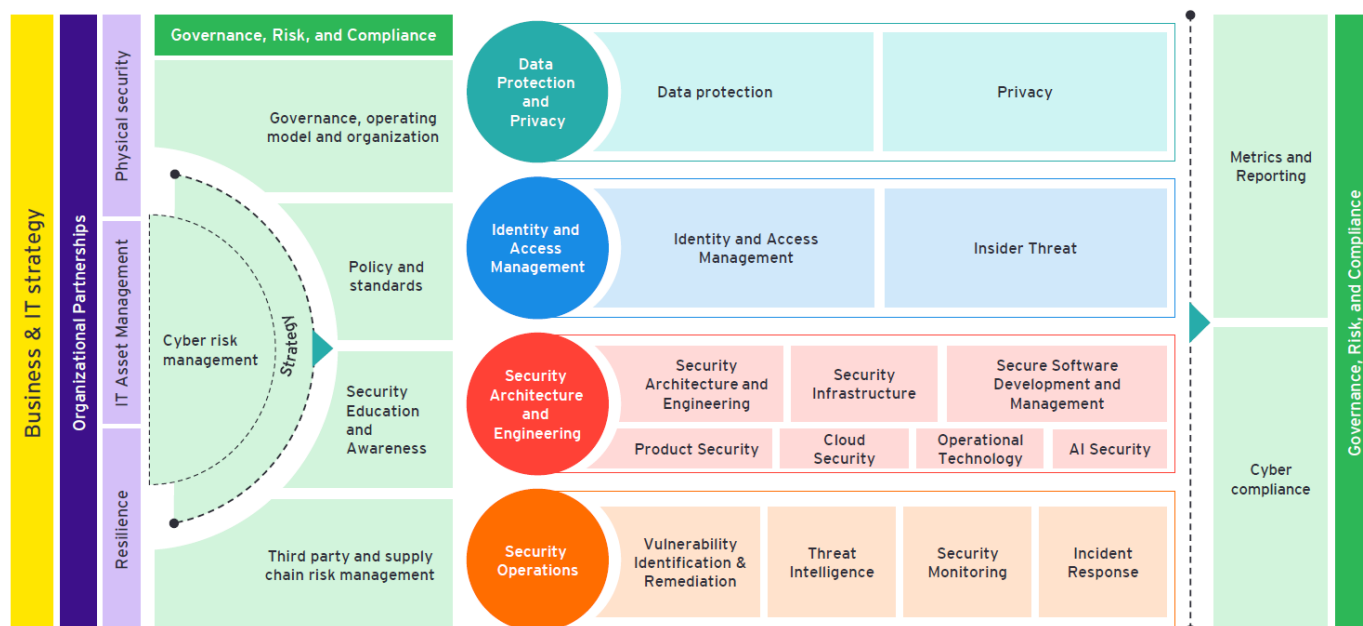 Business & IT strategy
Organizational Partnerships
Physical security
IT Asset Management
Resilience
Governance, Risk, and Compliance
Governance, operating
model and organization
Policy and
standards
Security
Education
and
Awareness
Third party and supply
chain risk management
Cyber risk
management
Strategy
Data
Protection
and
Privacy
Data protection
Privacy
Identity and
Access
Management
Identity and Access
Management
Insider Threat
Security
Architecture
and
Engineering
Security
Architecture and
Engineering
Security
Infrastructure
Secure Software
Development and
Management
Product Security
Cloud
Security
Operational
Technology
AI Security
Security
Operations
Vulnerability
Identification &
Remediation
Threat
Intelligence
Security
Monitoring
Incident
Response
Metrics and
Reporting
Cyber
compliance
Governance, Risk, and Compliance